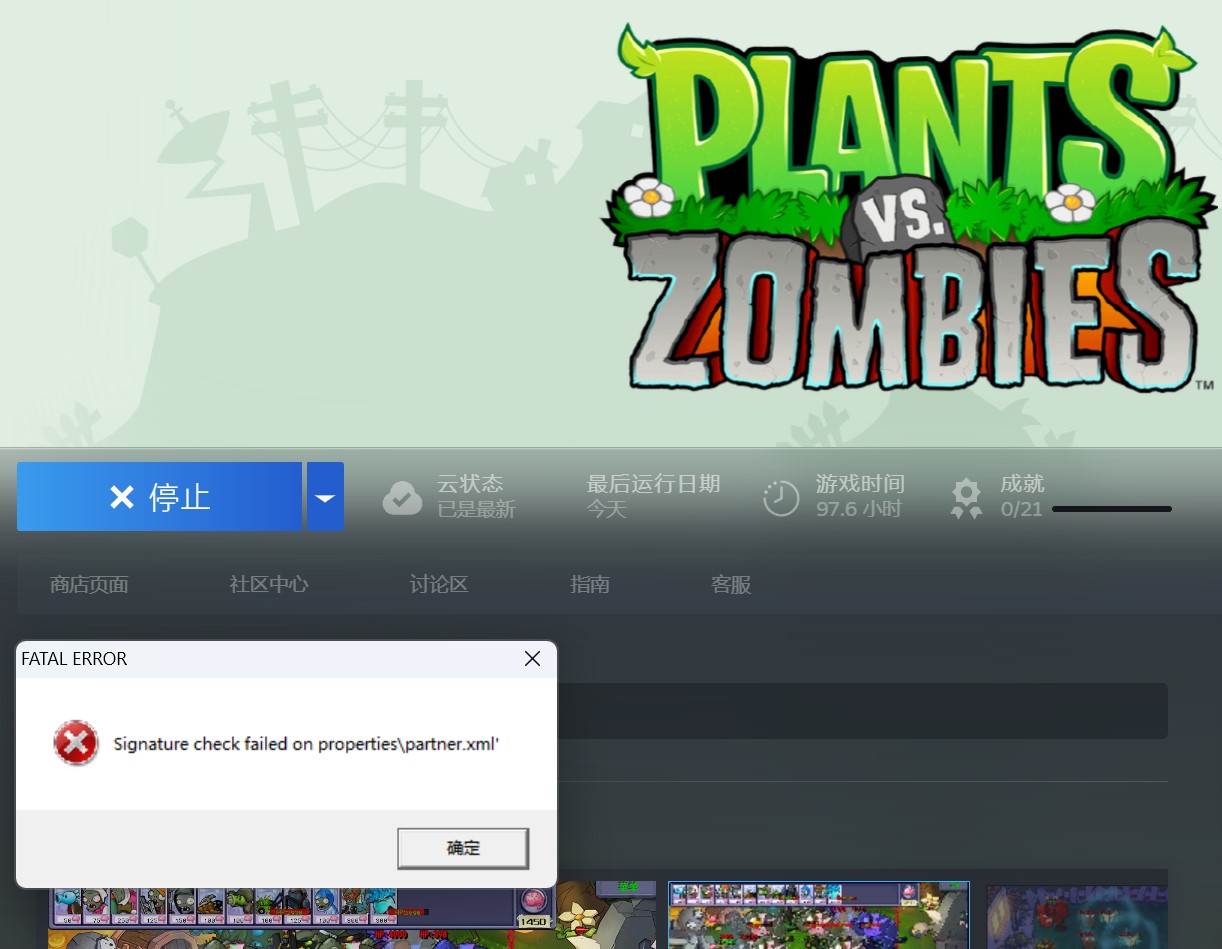 PLANTS
VS.
ZOMBIES
TM
停止
云状态
已是最新
最后运行日期
今天
游戏时间
97.6 小时
成就
0/21
商店页面
社区中心
讨论区
指南
客服
FATAL ERROR
Signature check failed on properties\partner.xml'
确定
1450